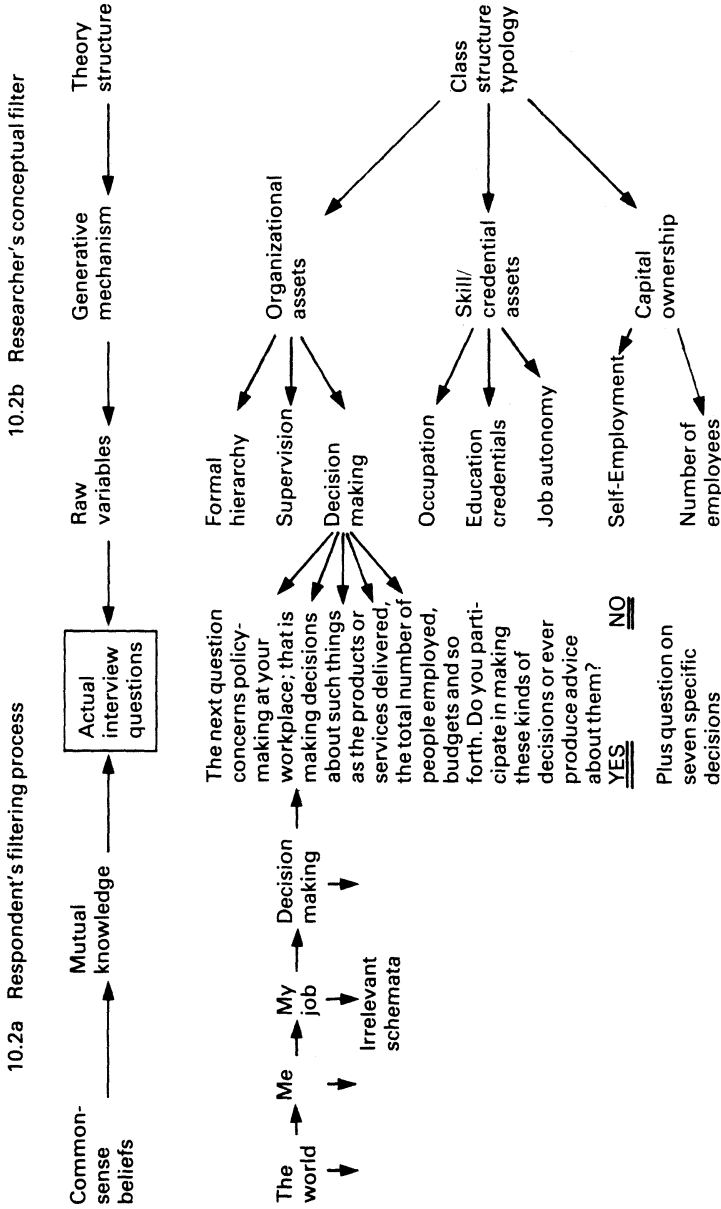 10.2a Respondent's filtering process
10.2b Researcher's conceptual filter
Common-
sense
beliefs
Mutual
knowledge
Actual
interview
questions
Raw
variables
Generative
mechanism
Theory
structure
The
world
Me
My
job
Decision
making
Irrelevant
schemata
The next question
concerns policy-
making at your
workplace; that is
making decisions
about such things
as the products or
services delivered,
the total number of
people employed,
budgets and so
forth. Do you parti-
cipate in making
these kinds of
decisions or ever
produce advice
about them?
YES NO
Plus question on
seven specific
decisions
Formal
hierarchy
Supervision
Decision
making
Occupation
Education
credentials
Job autonomy
Self-Employment
Number of
employees
Organizational
assets
Skill/
credential
assets
Capital
ownership
Class
structure
typology